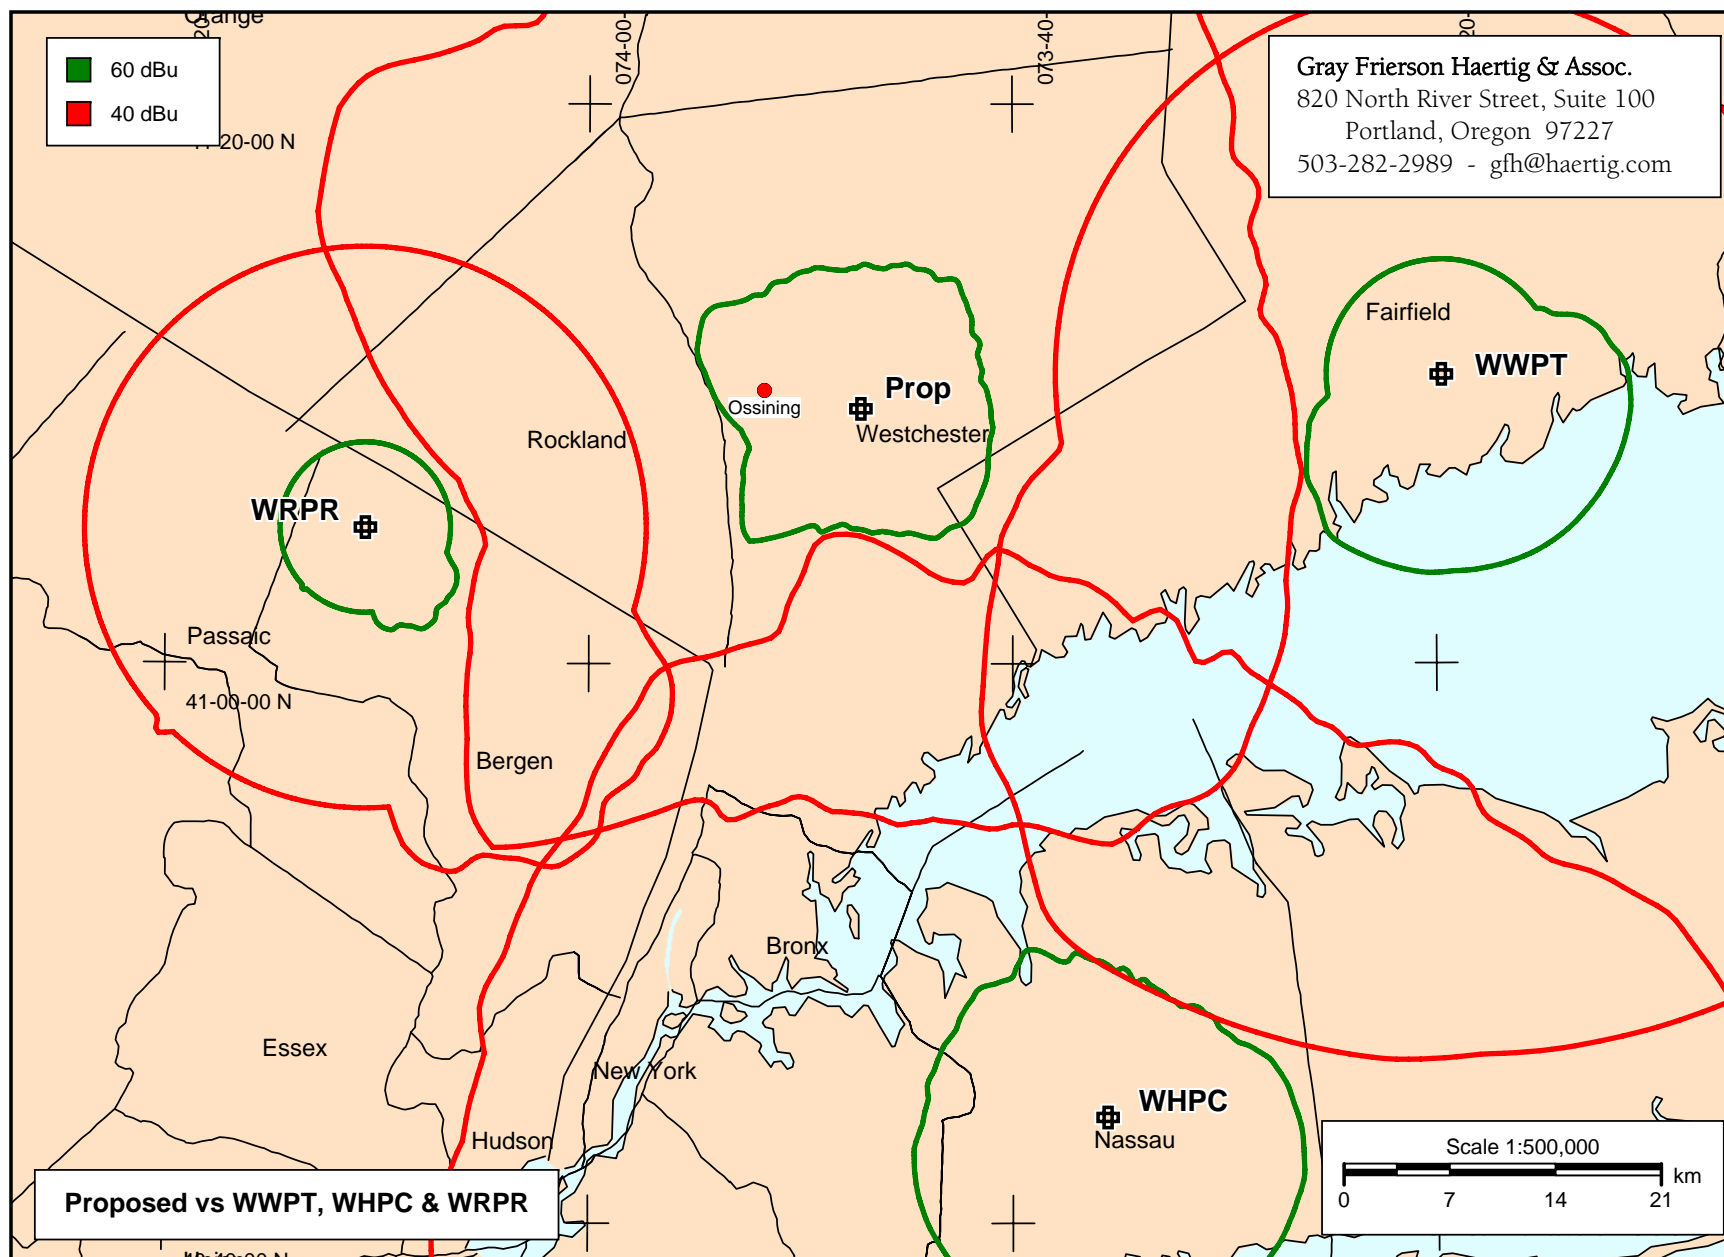 Orange
20
074-00
073-40
20
60 dBu
40 dBu
20-00 N
Gray Frierson Haertig & Assoc.
820 North River Street, Suite 100
Portland, Oregon 97227
503-282-2989 - gfh@haertig.com
Fairfield
WWPT
Prop
Ossining
Westchester
Rockland
WRPR
Passaic
41-00-00 N
Bergen
Bronx
Essex
New York
WHPC
Nassau
Hudson
Scale 1:500,000
km
0 7 14 21
Proposed vs WWPT, WHPC & WRPR